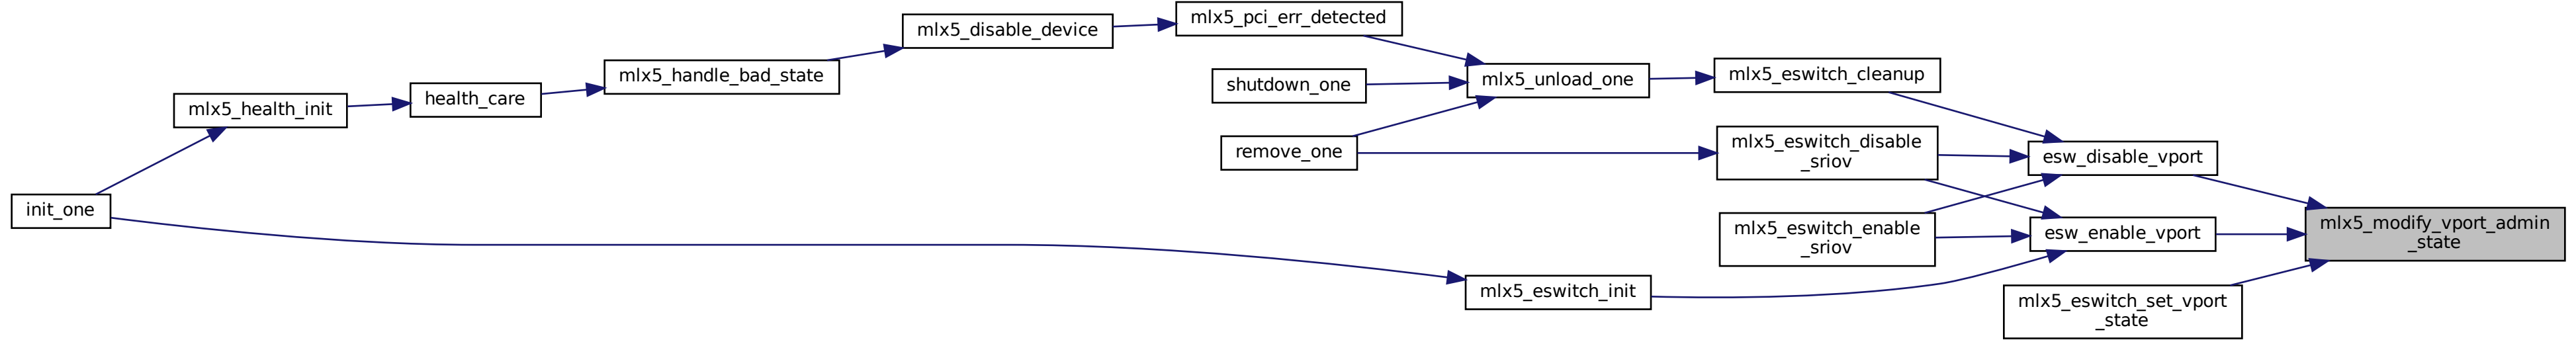 mlx5_pci_err_detected
mlx5_disable_device
mlx5_handle_bad_state
mlx5_eswitch_cleanup
mlx5_unload_one
shutdown_one
health_care
mlx5_health_init
mlx5_eswitch_disable
_sriov
remove_one
esw_disable_vport
init_one
mlx5_modify_vport_admin
_state
mlx5_eswitch_enable
_sriov
esw_enable_vport
mlx5_eswitch_init
mlx5_eswitch_set_vport
_state